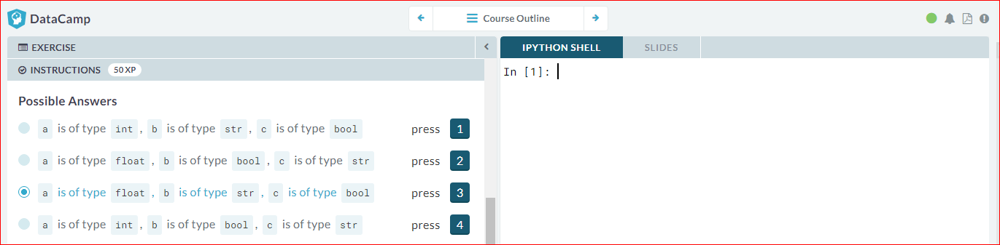 DataCamp
Course Outline
EXERCISE
INSTRUCTIONS 50 XP
Possible Answers
a is of type int, b is of type str, c is of type bool press 1
a is of type float, b is of type bool, c is of type str press 2
a is of type float, b is of type str, c is of type bool press 3
a is of type int, b is of type bool, c is of type str press 4
IPYTHON SHELL SLIDES
In [1]: